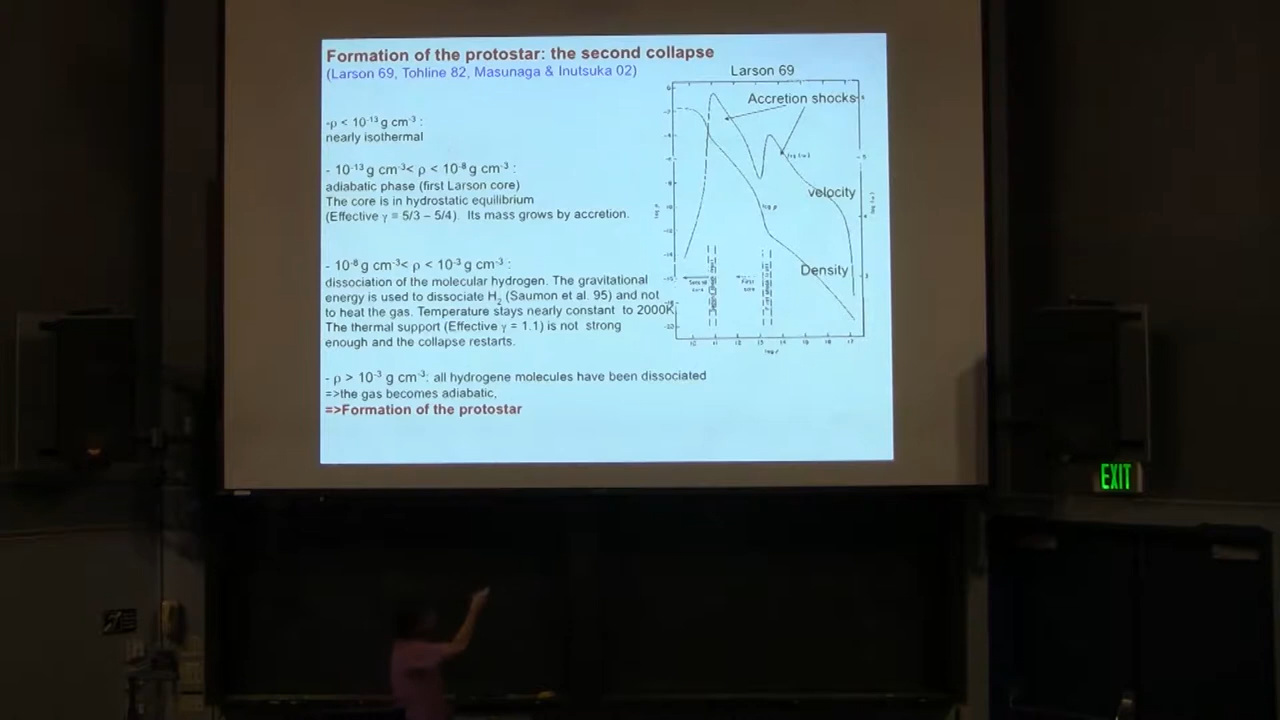 Formation of the protostar: the second collapse
(Larson 69, Tohline 82, Masunaga & Inutsuka 02)
Larson 69
Accretion shocks
-ρ < 10⁻¹³ g cm⁻³ :
nearly isothermal
- 10⁻¹³ g cm⁻³< ρ < 10⁻⁸ g cm⁻³ :
adiabatic phase (first Larson core)
The core is in hydrostatic equilibrium
(Effective γ = 5/3 – 5/4). Its mass grows by accretion.
velocity
- 10⁻⁸ g cm⁻³< ρ < 10⁻³ g cm⁻³ :
dissociation of the molecular hydrogen. The gravitational
energy is used to dissociate H₂ (Saumon et al. 95) and not
to heat the gas. Temperature stays nearly constant to 2000K.
The thermal support (Effective γ = 1.1) is not strong
enough and the collapse restarts.
Density
First
core
- ρ > 10⁻³ g cm⁻³: all hydrogene molecules have been dissociated
=>the gas becomes adiabatic,
=>Formation of the protostar
EXIT